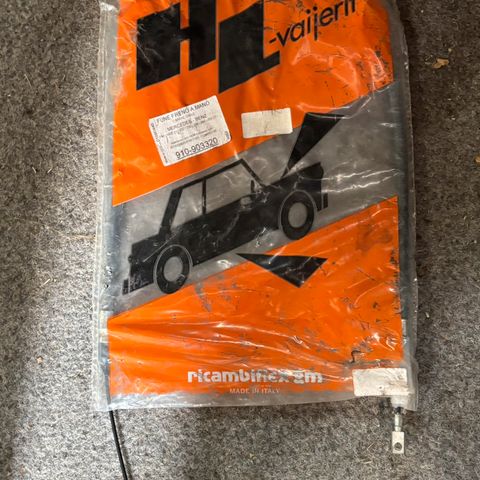 HL
-vaijerit
FUNE FRENO A MANO
MERCEDES - BENZ
910-903320
ricambiflex gm
MADE IN ITALY